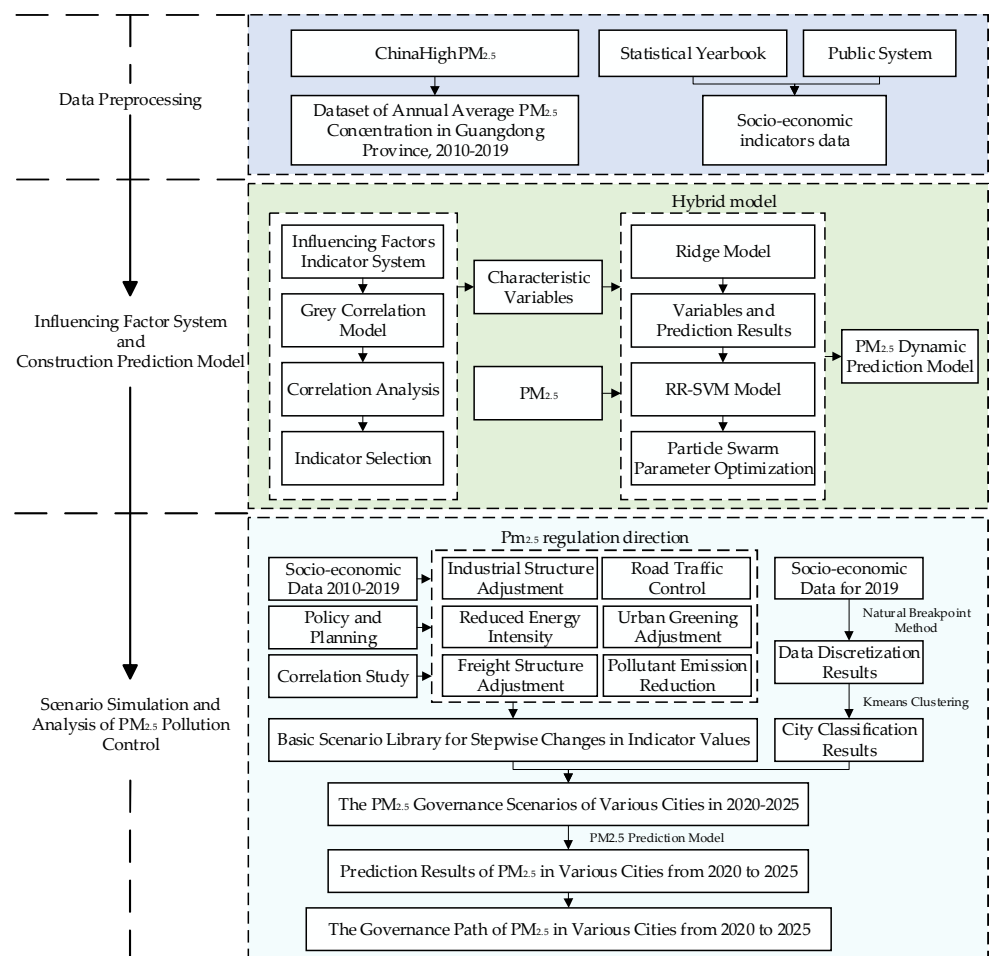 Data Preprocessing
ChinaHighPM2.5
Statistical Yearbook
Public System
Dataset of Annual Average PM2.5
Concentration in Guangdong
Province, 2010-2019
Socio-economic
indicators data
Influencing Factor System
and
Construction Prediction Model
Hybrid model
Influencing Factors
Indicator System
Grey Correlation
Model
Correlation Analysis
Indicator Selection
Characteristic
Variables
PM2.5
Ridge Model
Variables and
Prediction Results
RR-SVM Model
Particle Swarm
Parameter Optimization
PM2.5 Dynamic
Prediction Model
Scenario Simulation and
Analysis of PM2.5 Pollution
Control
Pm2.5 regulation direction
Socio-economic
Data 2010-2019
Policy and
Planning
Correlation Study
Industrial Structure
Adjustment
Road Traffic
Control
Reduced Energy
Intensity
Urban Greening
Adjustment
Freight Structure
Adjustment
Pollutant Emission
Reduction
Socio-economic
Data for 2019
Natural Breakpoint
Method
Data Discretization
Results
Kmeans Clustering
City Classification
Results
Basic Scenario Library for Stepwise Changes in Indicator Values
The PM2.5 Governance Scenarios of Various Cities in 2020-2025
PM2.5 Prediction Model
Prediction Results of PM2.5 in Various Cities from 2020 to 2025
The Governance Path of PM2.5 in Various Cities from 2020 to 2025